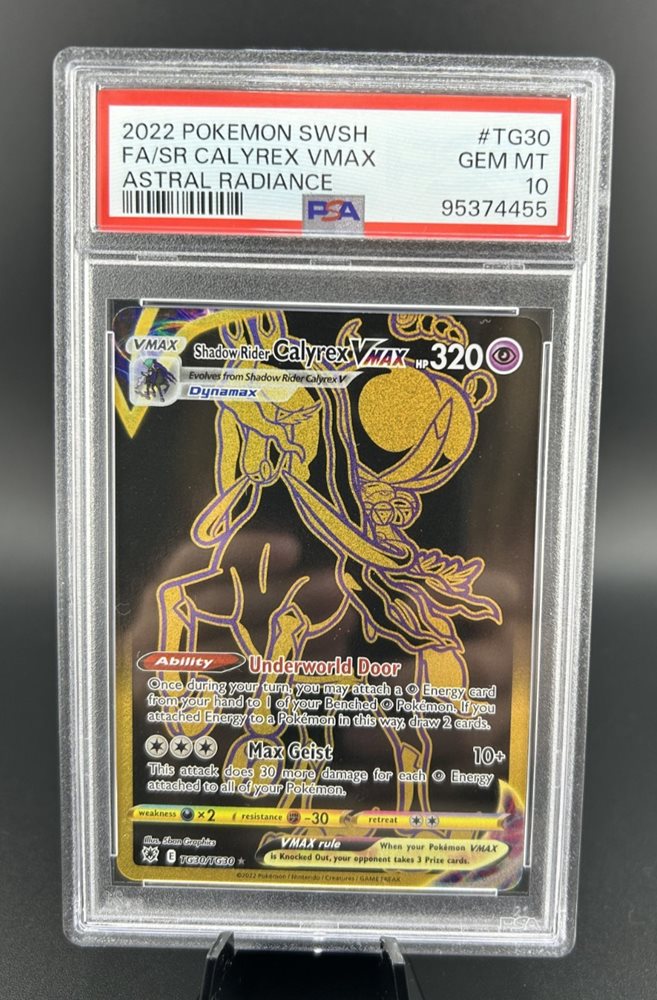 2022 POKEMON SWSH #TG30
FA/SR CALYREX VMAX GEM MT
ASTRAL RADIANCE 10
PSA 95374455
VMAX Shadow Rider Calyrex VMAX HP 320
Evolves from Shadow Rider Calyrex V
Dynamax
Ability Underworld Door
Once during your turn, you may attach a Energy card
from your hand to 1 of your Benched Pokémon. If you
attached Energy to a Pokémon in this way, draw 2 cards.
Max Geist 10+
This attack does 30 more damage for each Energy
attached to all of your Pokémon.
weakness ×2 resistance -30 retreat
Illus. 5ban Graphics
VMAX rule When your Pokémon VMAX
is Knocked Out, your opponent takes 3 Prize cards.
E TG30/TG30 ★
©2022 Pokémon / Nintendo / Creatures / GAME FREAK
PSA